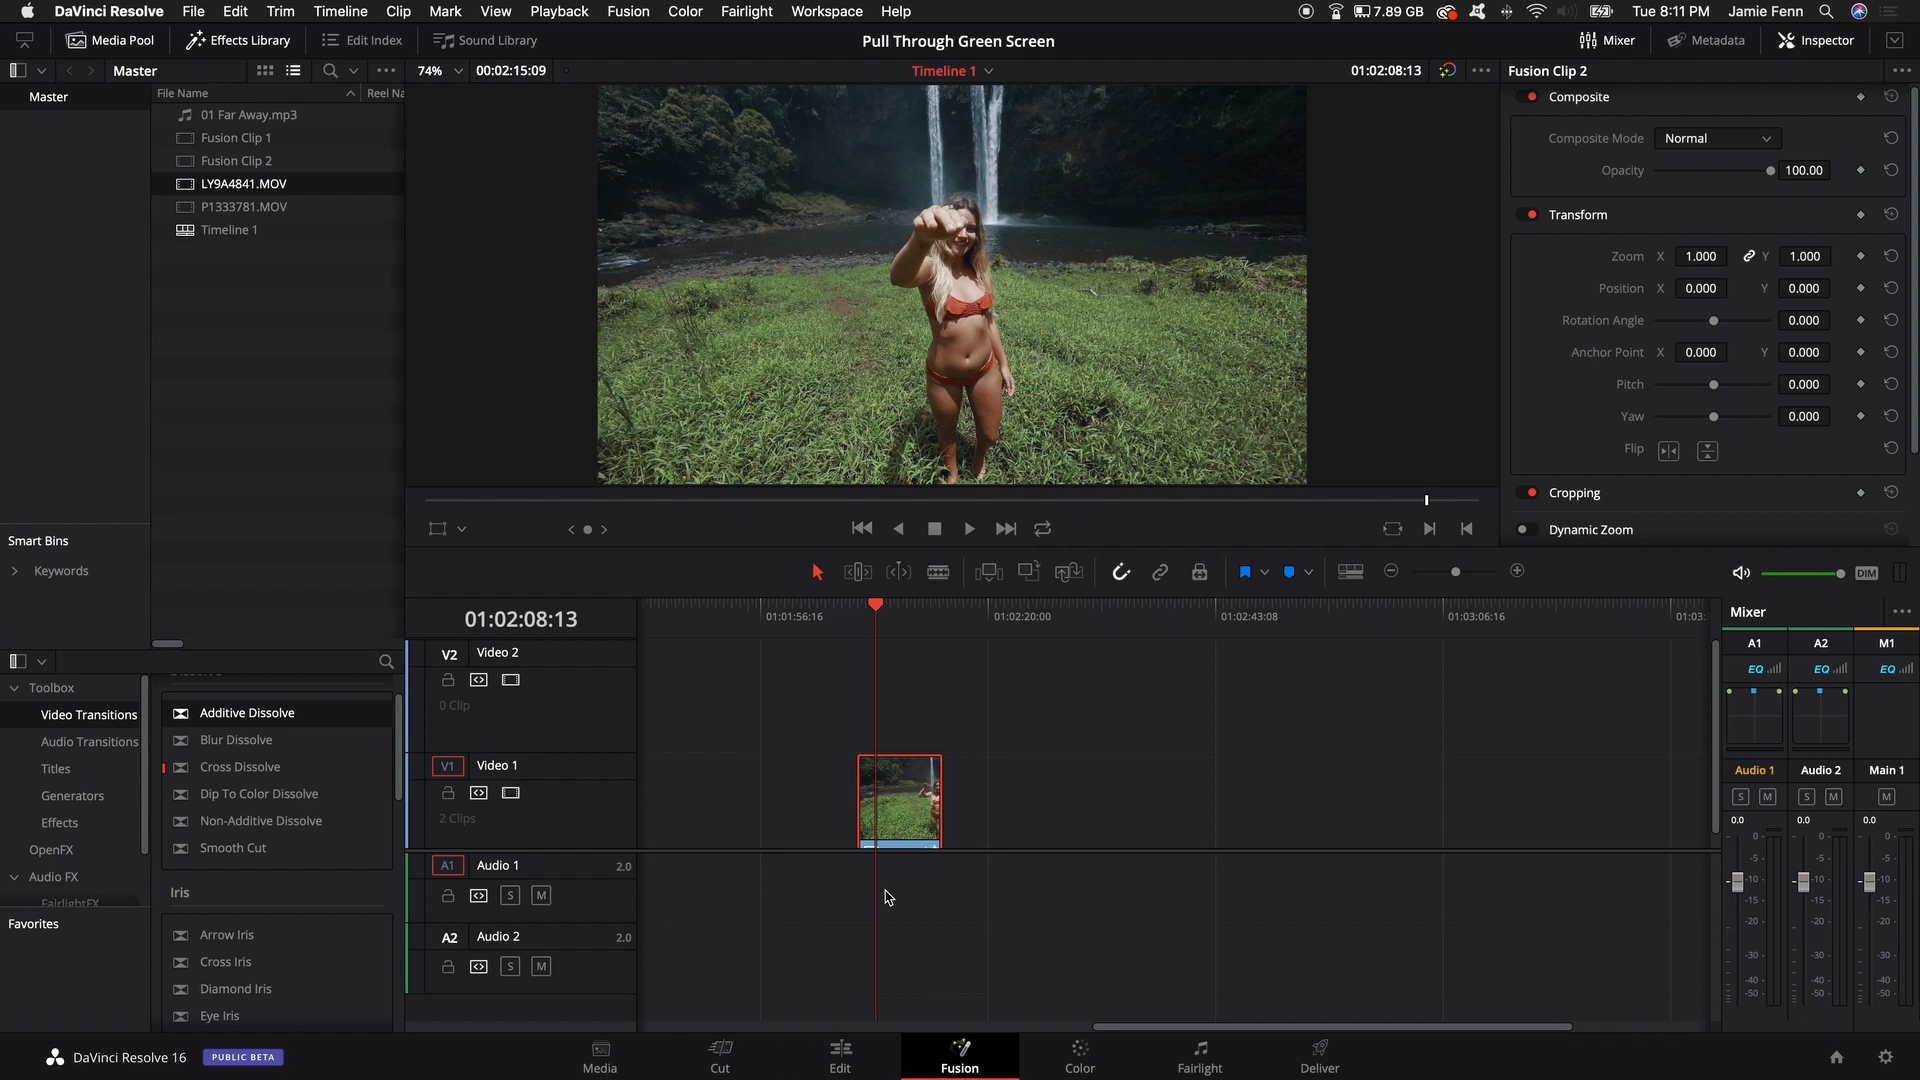 DaVinci Resolve File Edit Trim Timeline Clip Mark View Playback Fusion Color Fairlight Workspace Help 7.89 GB Tue 8:11 PM Jamie Fenn
Media Pool Effects Library Edit Index Sound Library Pull Through Green Screen Mixer Metadata Inspector
Master 74% 00:02:15:09 Timeline 1 01:02:08:13 Fusion Clip 2
Master
File Name Reel Na
01 Far Away.mp3
Fusion Clip 1
Fusion Clip 2
LY9A4841.MOV
P1333781.MOV
Timeline 1
Composite
Composite Mode Normal
Opacity 100.00
Transform
Zoom X 1.000 Y 1.000
Position X 0.000 Y 0.000
Rotation Angle 0.000
Anchor Point X 0.000 Y 0.000
Pitch 0.000
Yaw 0.000
Flip
Cropping
Dynamic Zoom
Smart Bins
Keywords
DIM
01:02:08:13
01:01:56:16 01:02:20:00 01:02:43:08 01:03:06:16 01:03:
V2 Video 2
0 Clip
V1 Video 1
2 Clips
A1 Audio 1 2.0
S M
A2 Audio 2 2.0
S M
Toolbox
Video Transitions
Audio Transitions
Titles
Generators
Effects
OpenFX
Audio FX
FairlightFX
Favorites
Additive Dissolve
Blur Dissolve
Cross Dissolve
Dip To Color Dissolve
Non-Additive Dissolve
Smooth Cut
Iris
Arrow Iris
Cross Iris
Diamond Iris
Eye Iris
Mixer
A1 A2 M1
EQ EQ EQ
Audio 1 Audio 2 Main 1
S M S M M
0.0 0.0 0.0
0 0 0
-5 -5 -5
-10 -10 -10
-15 -15 -15
-20 -20 -20
-30 -30 -30
-40 -40 -40
-50 -50 -50
DaVinci Resolve 16 PUBLIC BETA
Media Cut Edit Fusion Color Fairlight Deliver